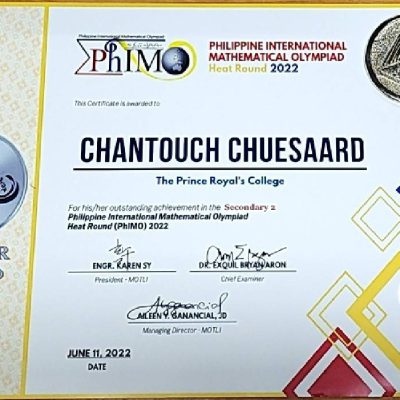 Philippine International Mathematical Olympiad
PhIMO
PHILIPPINE INTERNATIONAL
MATHEMATICAL OLYMPIAD
Heat Round 2022
This Certificate is awarded to
CHANTOUCH CHUESAARD
The Prince Royal's College
For his/her outstanding achievement in the Secondary 2
Philippine International Mathematical Olympiad
Heat Round (PhIMO) 2022
ENGR. KAREN SY
President - MOTLI
DR. EXQUIL BRYAN ARON
Chief Examiner
AILEEN Y. GANANCIAL, JD
Managing Director - MOTLI
JUNE 11, 2022
DATE